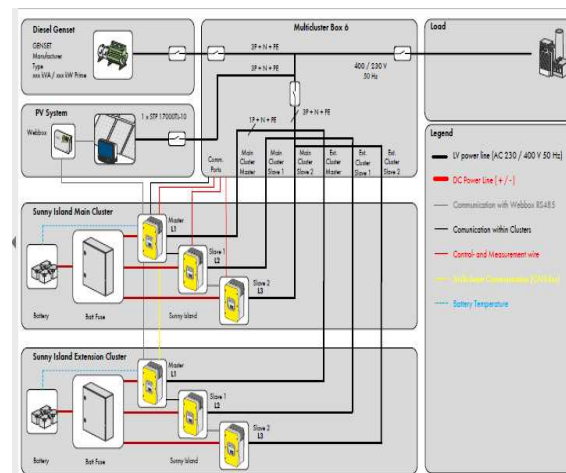 Diesel Genset
GENSET
Manufacturer
Type
xxx kVA / xxx kW Prime
Multicluster Box 6
3P + N + PE
3P + N + PE
400 / 230 V
50 Hz
3P + N + PE
1P + N + PE
Load
PV System
Webbox
1 x STP 17000TL-10
Comm.
Ports
Main
Cluster
Master
Main
Cluster
Slave 1
Main
Cluster
Slave 2
Ext.
Cluster
Master
Ext.
Cluster
Slave 1
Ext.
Cluster
Slave 2
Legend
LV power line (AC 230 / 400 V 50 Hz)
DC Power Line (+/-)
Communication with Webbox RS485
Comunication within Clusters
Control- and Measurement wire
Battery Temperature
Sunny Island Main Cluster
Master
L1
Slave 1
L2
Slave 2
L3
Battery
Bat Fuse
Sunny Island
Sunny Island Extension Cluster
Master
L1
Slave 1
L2
Slave 2
L3
Battery
Bat Fuse
Sunny Island